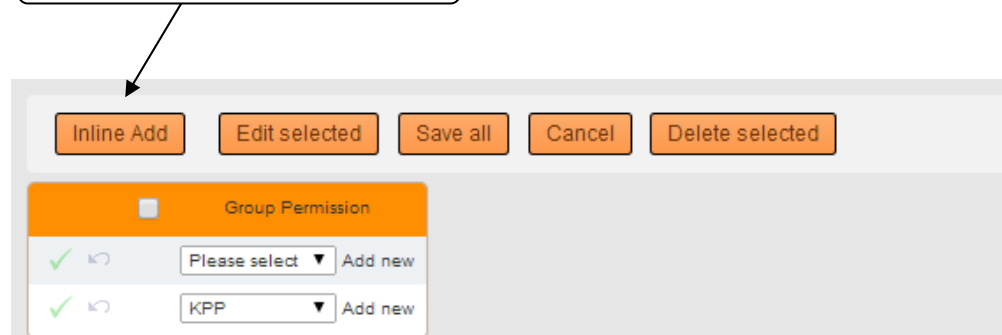 Inline Add Edit selected Save all Cancel Delete selected
Group Permission
Please select Add new
KPP Add new